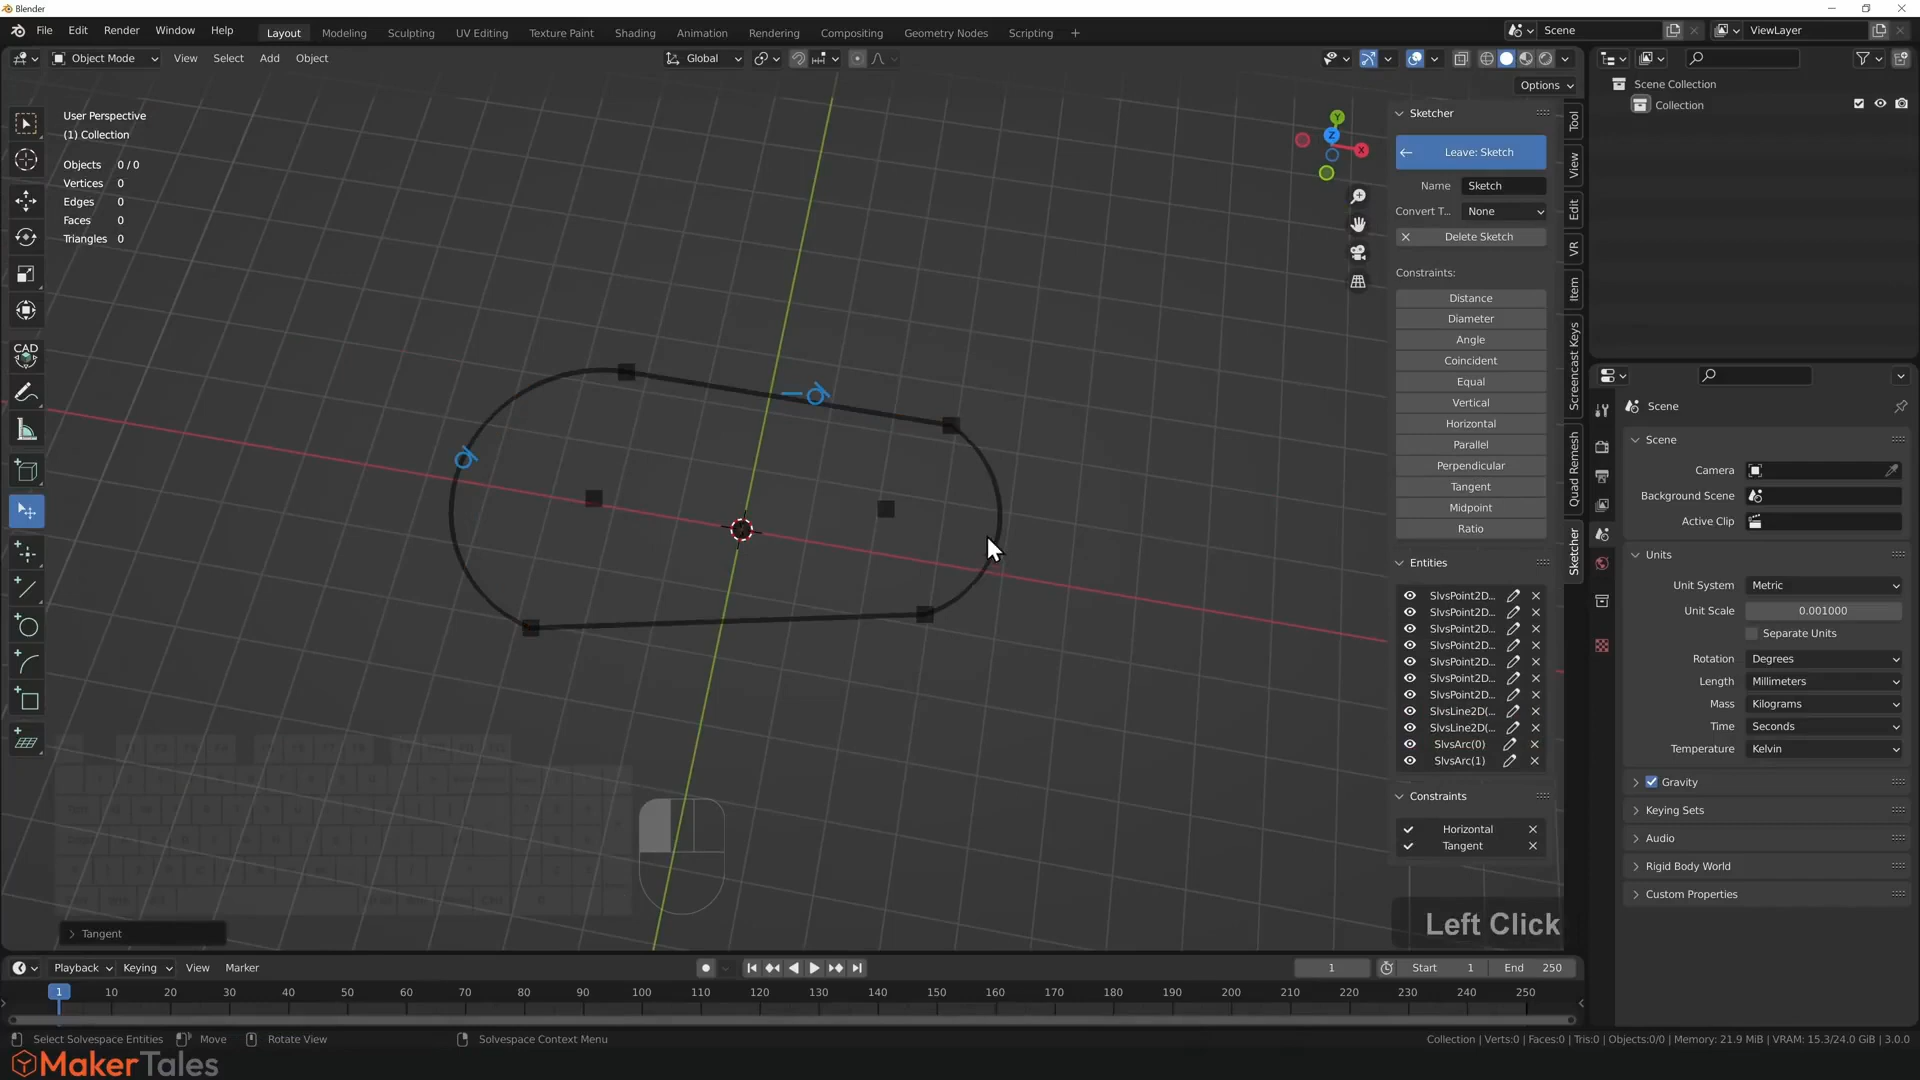 Blender
File Edit Render Window Help Layout Modeling Sculpting UV Editing Texture Paint Shading Animation Rendering Compositing Geometry Nodes Scripting + Scene ViewLayer
Object Mode View Select Add Object Global
Options
User Perspective
(1) Collection
Objects 0 / 0
Vertices 0
Edges 0
Faces 0
Triangles 0
CAD
Y
Z
X
Sketcher
Leave: Sketch
Name Sketch
Convert T... None
Delete Sketch
Constraints:
Distance
Diameter
Angle
Coincident
Equal
Vertical
Horizontal
Parallel
Perpendicular
Tangent
Midpoint
Ratio
Entities
SlvsPoint2D...
SlvsPoint2D...
SlvsPoint2D...
SlvsPoint2D...
SlvsPoint2D...
SlvsPoint2D...
SlvsPoint2D...
SlvsLine2D(...
SlvsLine2D(...
SlvsArc(0)
SlvsArc(1)
Constraints
Horizontal
Tangent
Tool
View
Edit
VR
Item
Screencast Keys
Quad Remesh
Sketcher
Scene Collection
Collection
Scene
Scene
Camera
Background Scene
Active Clip
Units
Unit System Metric
Unit Scale 0.001000
Separate Units
Rotation Degrees
Length Millimeters
Mass Kilograms
Time Seconds
Temperature Kelvin
Gravity
Keying Sets
Audio
Rigid Body World
Custom Properties
Left Click
Tangent
Playback Keying View Marker 1 Start 1 End 250
1 10 20 30 40 50 60 70 80 90 100 110 120 130 140 150 160 170 180 190 200 210 220 230 240 250
Select Solvespace Entities Move Rotate View Solvespace Context Menu Collection | Verts:0 | Faces:0 | Tris:0 | Objects:0/0 | Memory: 21.9 MiB | VRAM: 15.3/24.0 GiB | 3.0.0
MakerTales